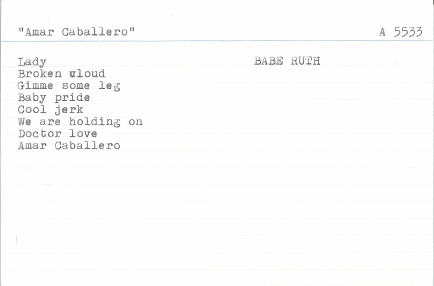 "Amar Caballero" A 5533
Lady BABE RUTH
Broken cloud
Gimme some leg
Baby pride
Cool jerk
We are holding on
Doctor love
Amar Caballero